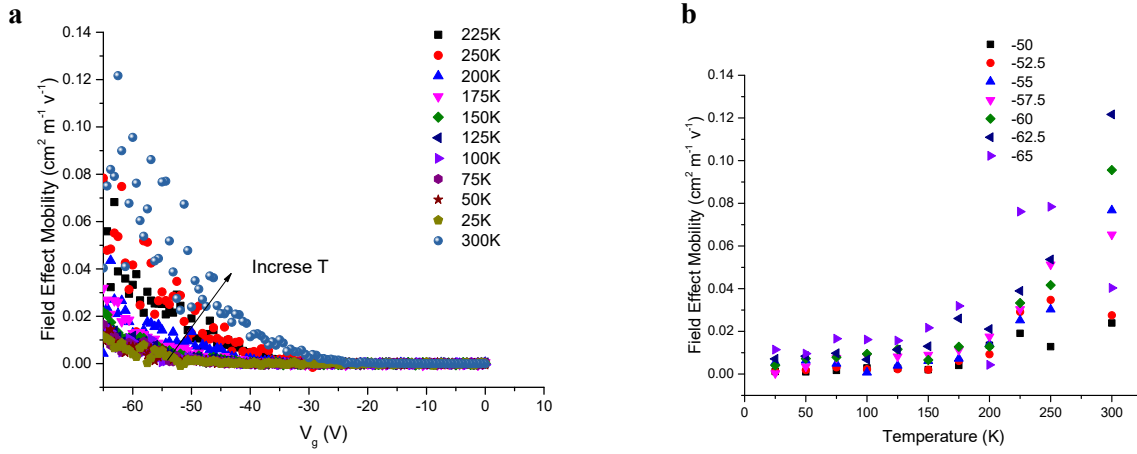 a
Field Effect Mobility (cm² m⁻¹ v⁻¹)
0.14
0.12
0.10
0.08
0.06
0.04
0.02
0.00
-60
-50
-40
-30
-20
-10
0
10
V_g (V)
225K
250K
200K
175K
150K
125K
100K
75K
50K
25K
300K
Increse T
b
Field Effect Mobility (cm² m⁻¹ v⁻¹)
0.14
0.12
0.10
0.08
0.06
0.04
0.02
0.00
0
50
100
150
200
250
300
Temperature (K)
-50
-52.5
-55
-57.5
-60
-62.5
-65